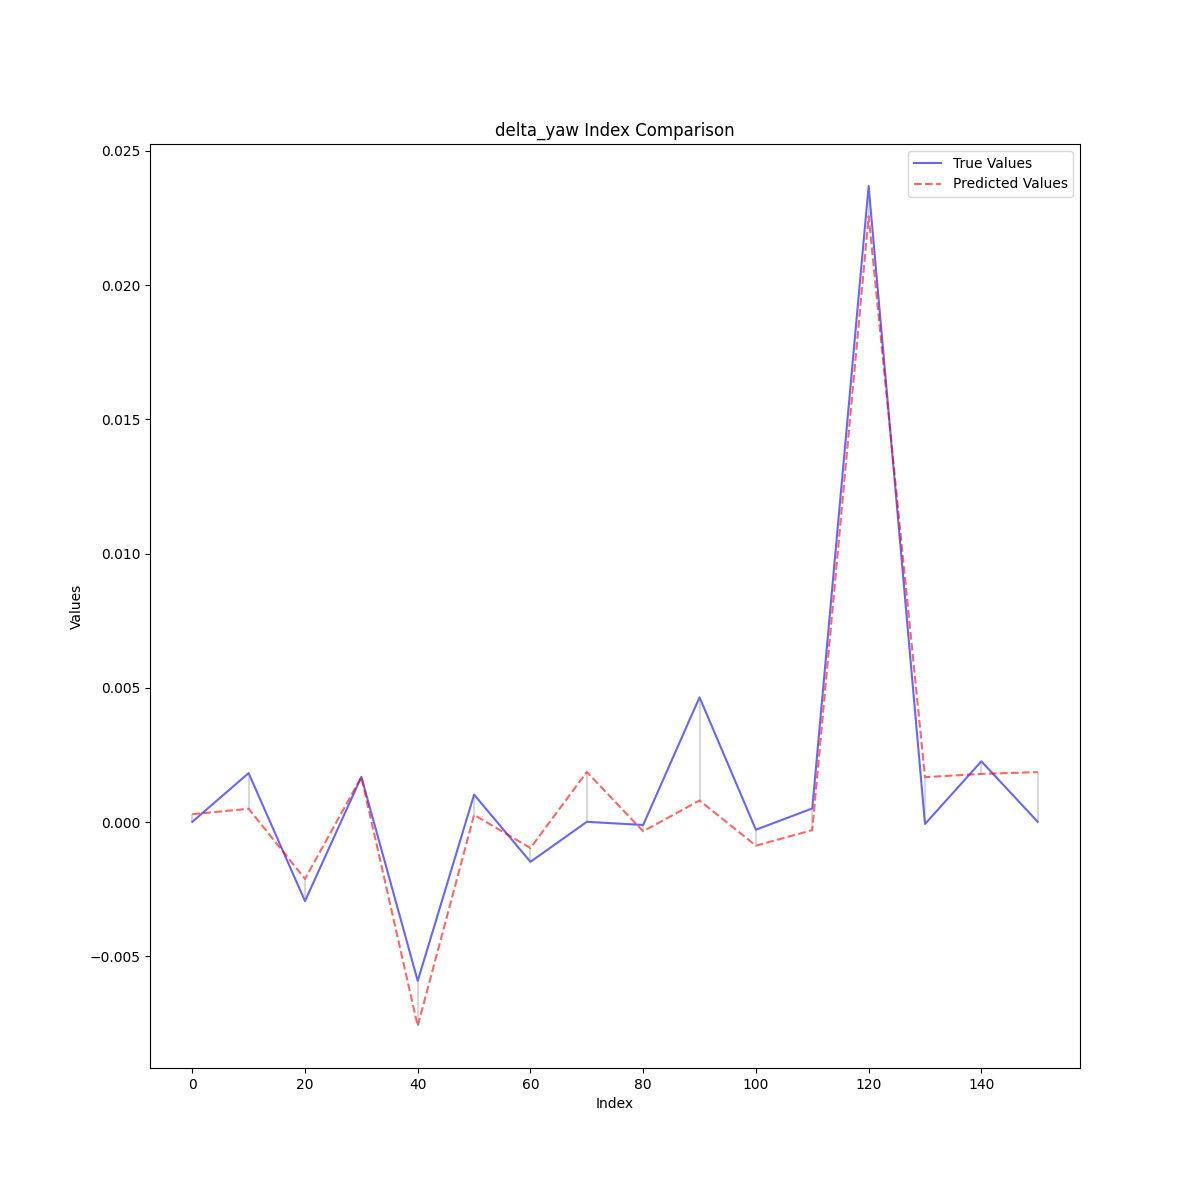 delta_yaw Index Comparison
True Values
Predicted Values
0.025
0.020
0.015
0.010
0.005
0.000
−0.005
Values
0 20 40 60 80 100 120 140
Index